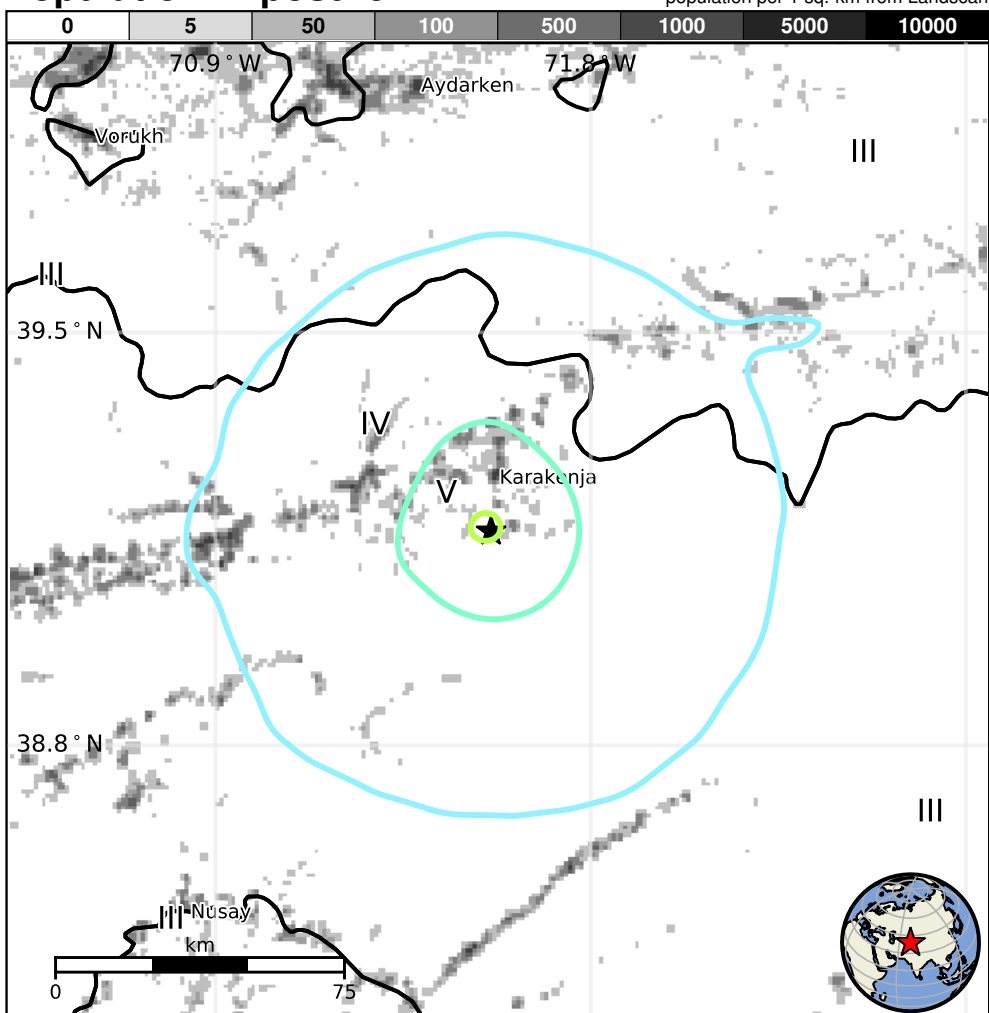 population per 1 sq. km from Landscan
0 5 50 100 500 1000 5000 10000
70.9°W 71.8°W
Aydarken
Vorukh
III
III
39.5°N
IV
Karakenja
V
38.8°N
III
III Nusay
km
0 75